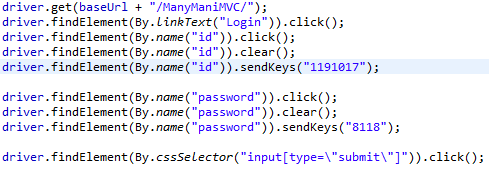 driver.get(baseUrl + "/ManyManiMVC/");
driver.findElement(By.linkText("Login")).click();
driver.findElement(By.name("id")).click();
driver.findElement(By.name("id")).clear();
driver.findElement(By.name("id")).sendKeys("1191017");
driver.findElement(By.name("password")).click();
driver.findElement(By.name("password")).clear();
driver.findElement(By.name("password")).sendKeys("8118");
driver.findElement(By.cssSelector("input[type=\"submit\"]")).click();